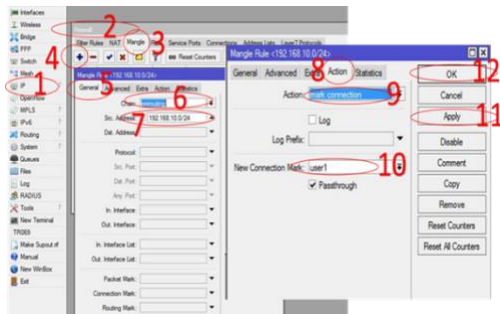 Interfaces
Wireless
Bridge
PPP
Switch
Mesh
IP
OpenFlow
MPLS
IPv6
Routing
System
Queues
Files
Log
RADIUS
Tools
New Terminal
TR069
Make Supout.rif
Manual
New WinBox
Exit
1
2
3
4
Firewall
Filter Rules NAT Mangle Raw Service Ports Connections Address Lists Layer7 Protocols
Reset Counters
Mangle Rule <192.168.10.0/24>
5
General Advanced Extra Action Statistics
Chain: prerouting
6
Src. Address: 192.168.10.0/24
7
Dst. Address:
Protocol:
Src. Port:
Dst. Port:
Any. Port:
In. Interface:
Out. Interface:
In. Interface List:
Out. Interface List:
Packet Mark:
Connection Mark:
Routing Mark:
Mangle Rule <192.168.10.0/24>
General Advanced Extra Action Statistics
8
Action: mark connection
9
Log
Log Prefix:
New Connection Mark: user1
10
Passthrough
OK
12
Cancel
Apply
11
Disable
Comment
Copy
Remove
Reset Counters
Reset All Counters